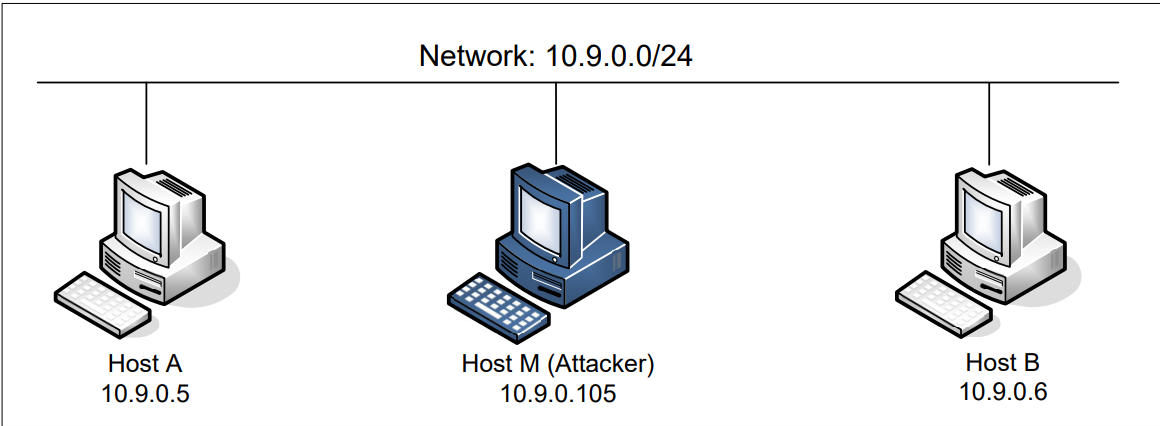 Network: 10.9.0.0/24
Host A
10.9.0.5
Host M (Attacker)
10.9.0.105
Host B
10.9.0.6